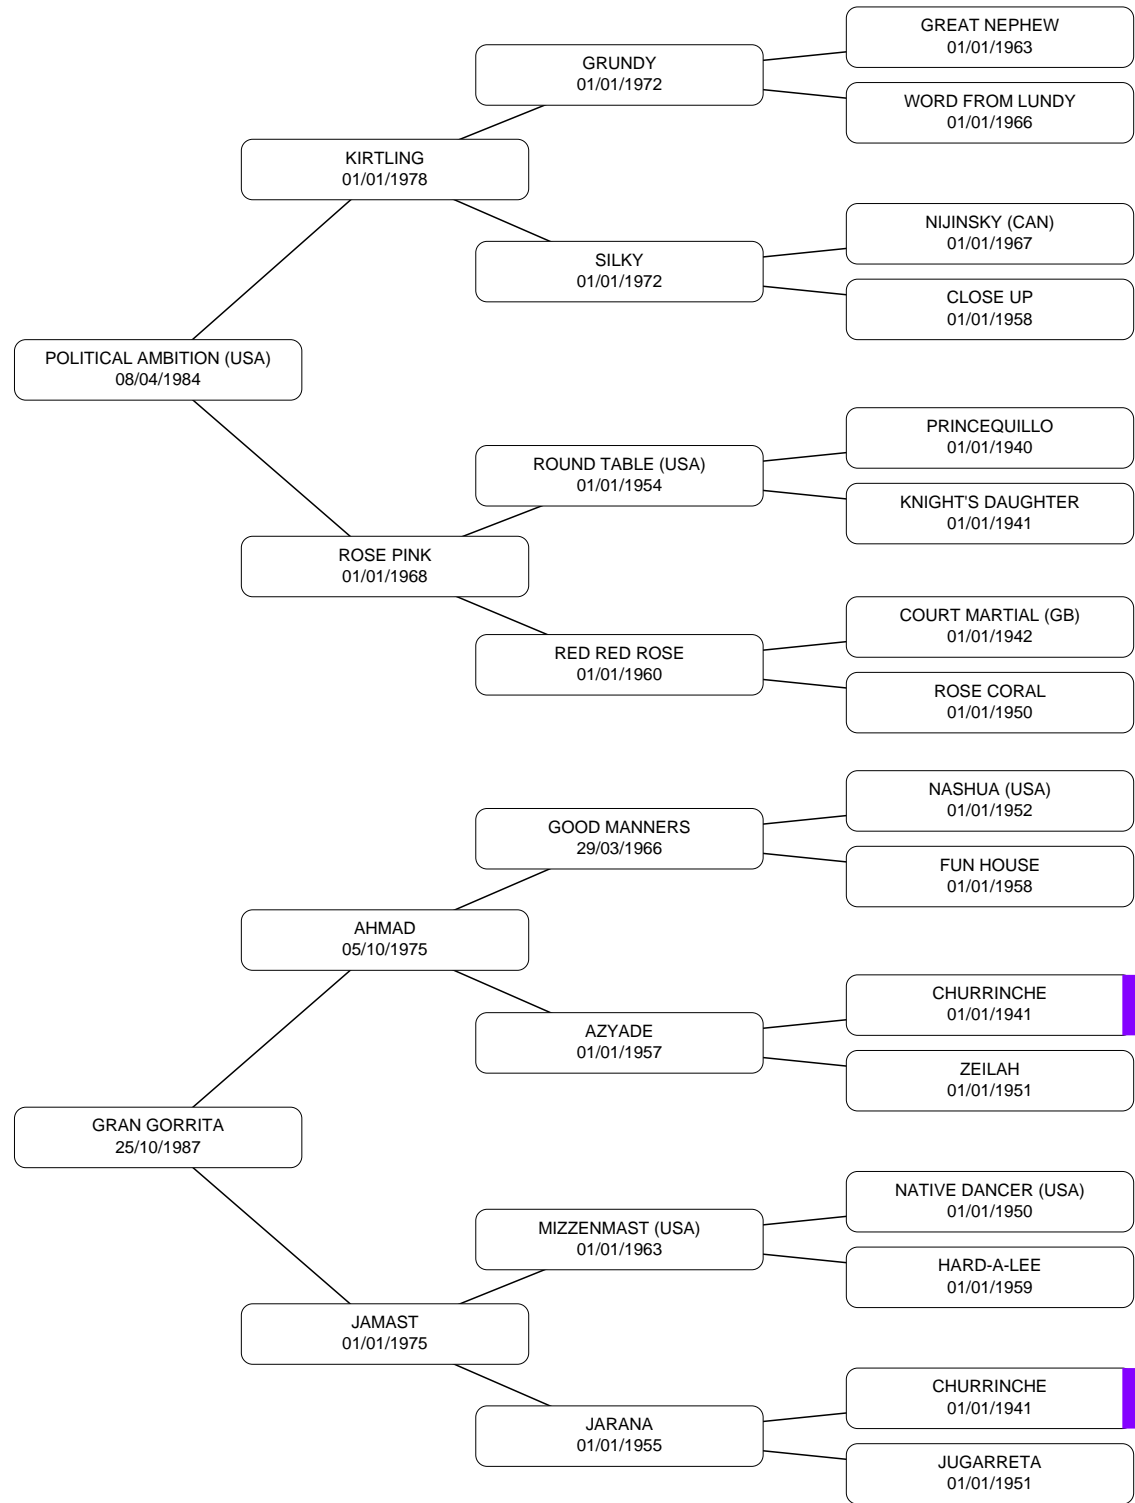 GREAT NEPHEW
01/01/1963
GRUNDY
01/01/1972
WORD FROM LUNDY
01/01/1966
KIRTLING
01/01/1978
NIJINSKY (CAN)
01/01/1967
SILKY
01/01/1972
CLOSE UP
01/01/1958
POLITICAL AMBITION (USA)
08/04/1984
PRINCEQUILLO
01/01/1940
ROUND TABLE (USA)
01/01/1954
KNIGHT'S DAUGHTER
01/01/1941
ROSE PINK
01/01/1968
COURT MARTIAL (GB)
01/01/1942
RED RED ROSE
01/01/1960
ROSE CORAL
01/01/1950
NASHUA (USA)
01/01/1952
GOOD MANNERS
29/03/1966
FUN HOUSE
01/01/1958
AHMAD
05/10/1975
CHURRINCHE
01/01/1941
AZYADE
01/01/1957
ZEILAH
01/01/1951
GRAN GORRITA
25/10/1987
NATIVE DANCER (USA)
01/01/1950
MIZZENMAST (USA)
01/01/1963
HARD-A-LEE
01/01/1959
JAMAST
01/01/1975
CHURRINCHE
01/01/1941
JARANA
01/01/1955
JUGARRETA
01/01/1951